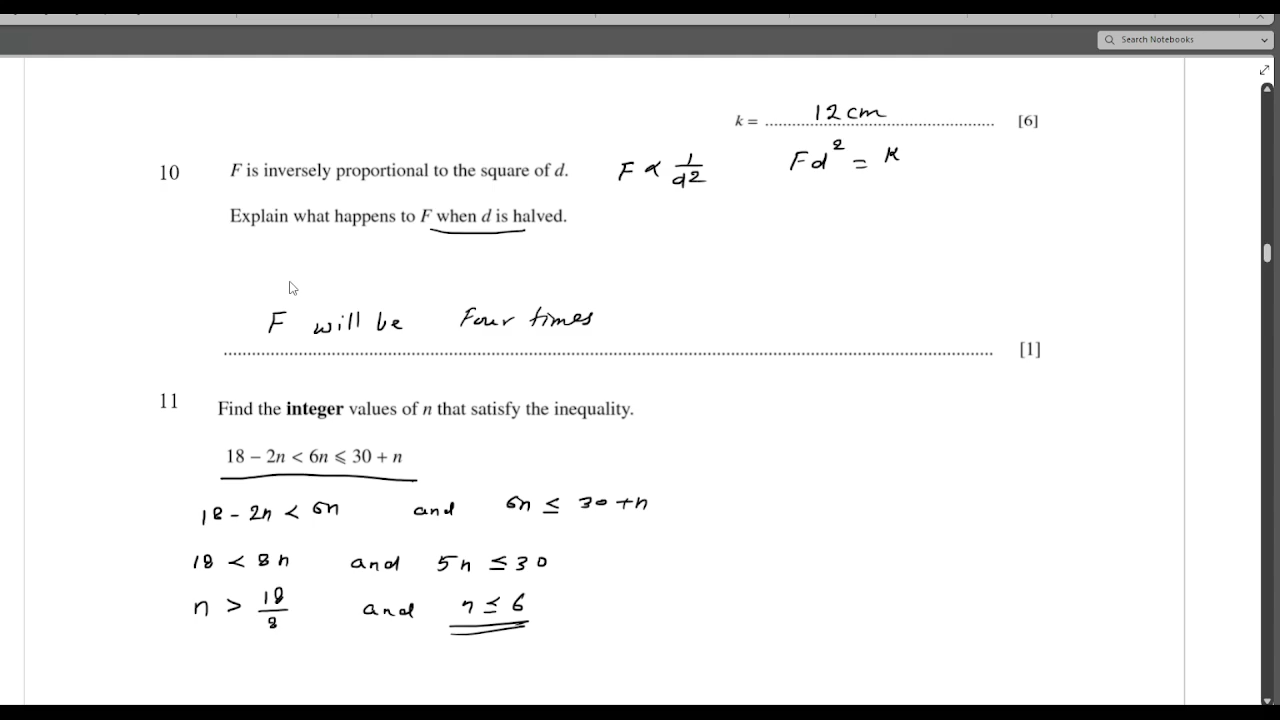 Search Notebooks
k = 12 cm [6]
10 F is inversely proportional to the square of d. F ∝ 1/d² Fd² = K
Explain what happens to F when d is halved.
F will be Four times
[1]
11 Find the integer values of n that satisfy the inequality.
18 – 2n < 6n ⩽ 30 + n
18 - 2n < 6n and 6n ≤ 30 + n
18 < 8n and 5n ≤ 30
n > 18/8 and n ≤ 6